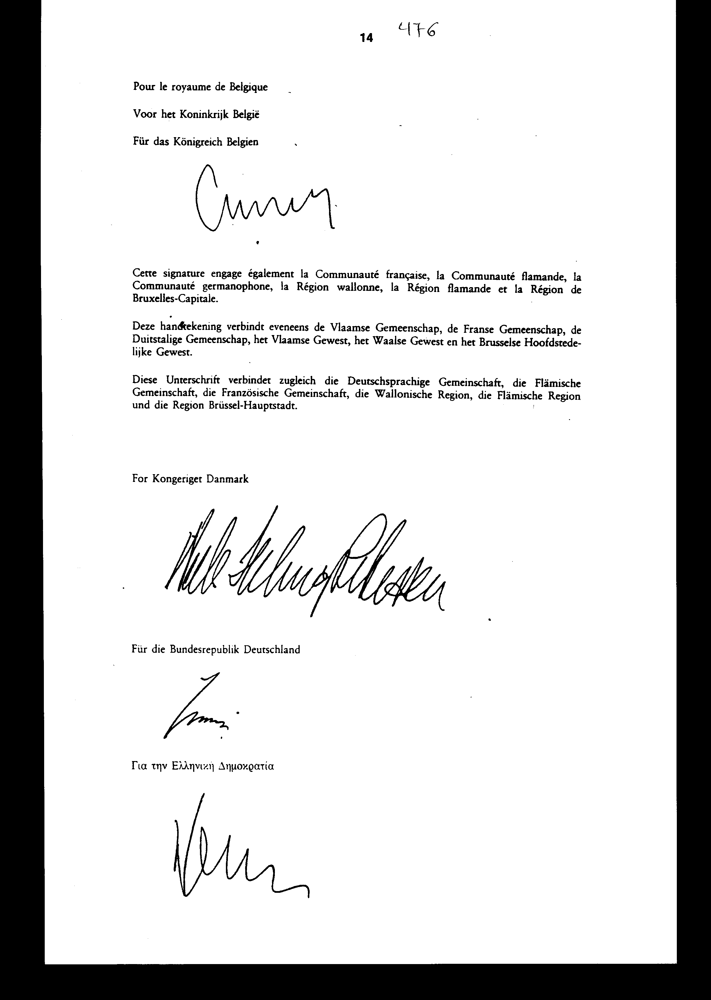 14
476
Pour le royaume de Belgique
Voor het Koninkrijk België
Für das Königreich Belgien
Cette signature engage également la Communauté française, la Communauté flamande, la
Communauté germanophone, la Région wallonne, la Région flamande et la Région de
Bruxelles-Capitale.
Deze handtekening verbindt eveneens de Vlaamse Gemeenschap, de Franse Gemeenschap, de
Duitstalige Gemeenschap, het Vlaamse Gewest, het Waalse Gewest en het Brusselse Hoofdstede-
lijke Gewest.
Diese Unterschrift verbindet zugleich die Deutschsprachige Gemeinschaft, die Flämische
Gemeinschaft, die Französische Gemeinschaft, die Wallonische Region, die Flämische Region
und die Region Brüssel-Hauptstadt.
For Kongeriget Danmark
Für die Bundesrepublik Deutschland
Για την Ελληνική Δημοκρατία